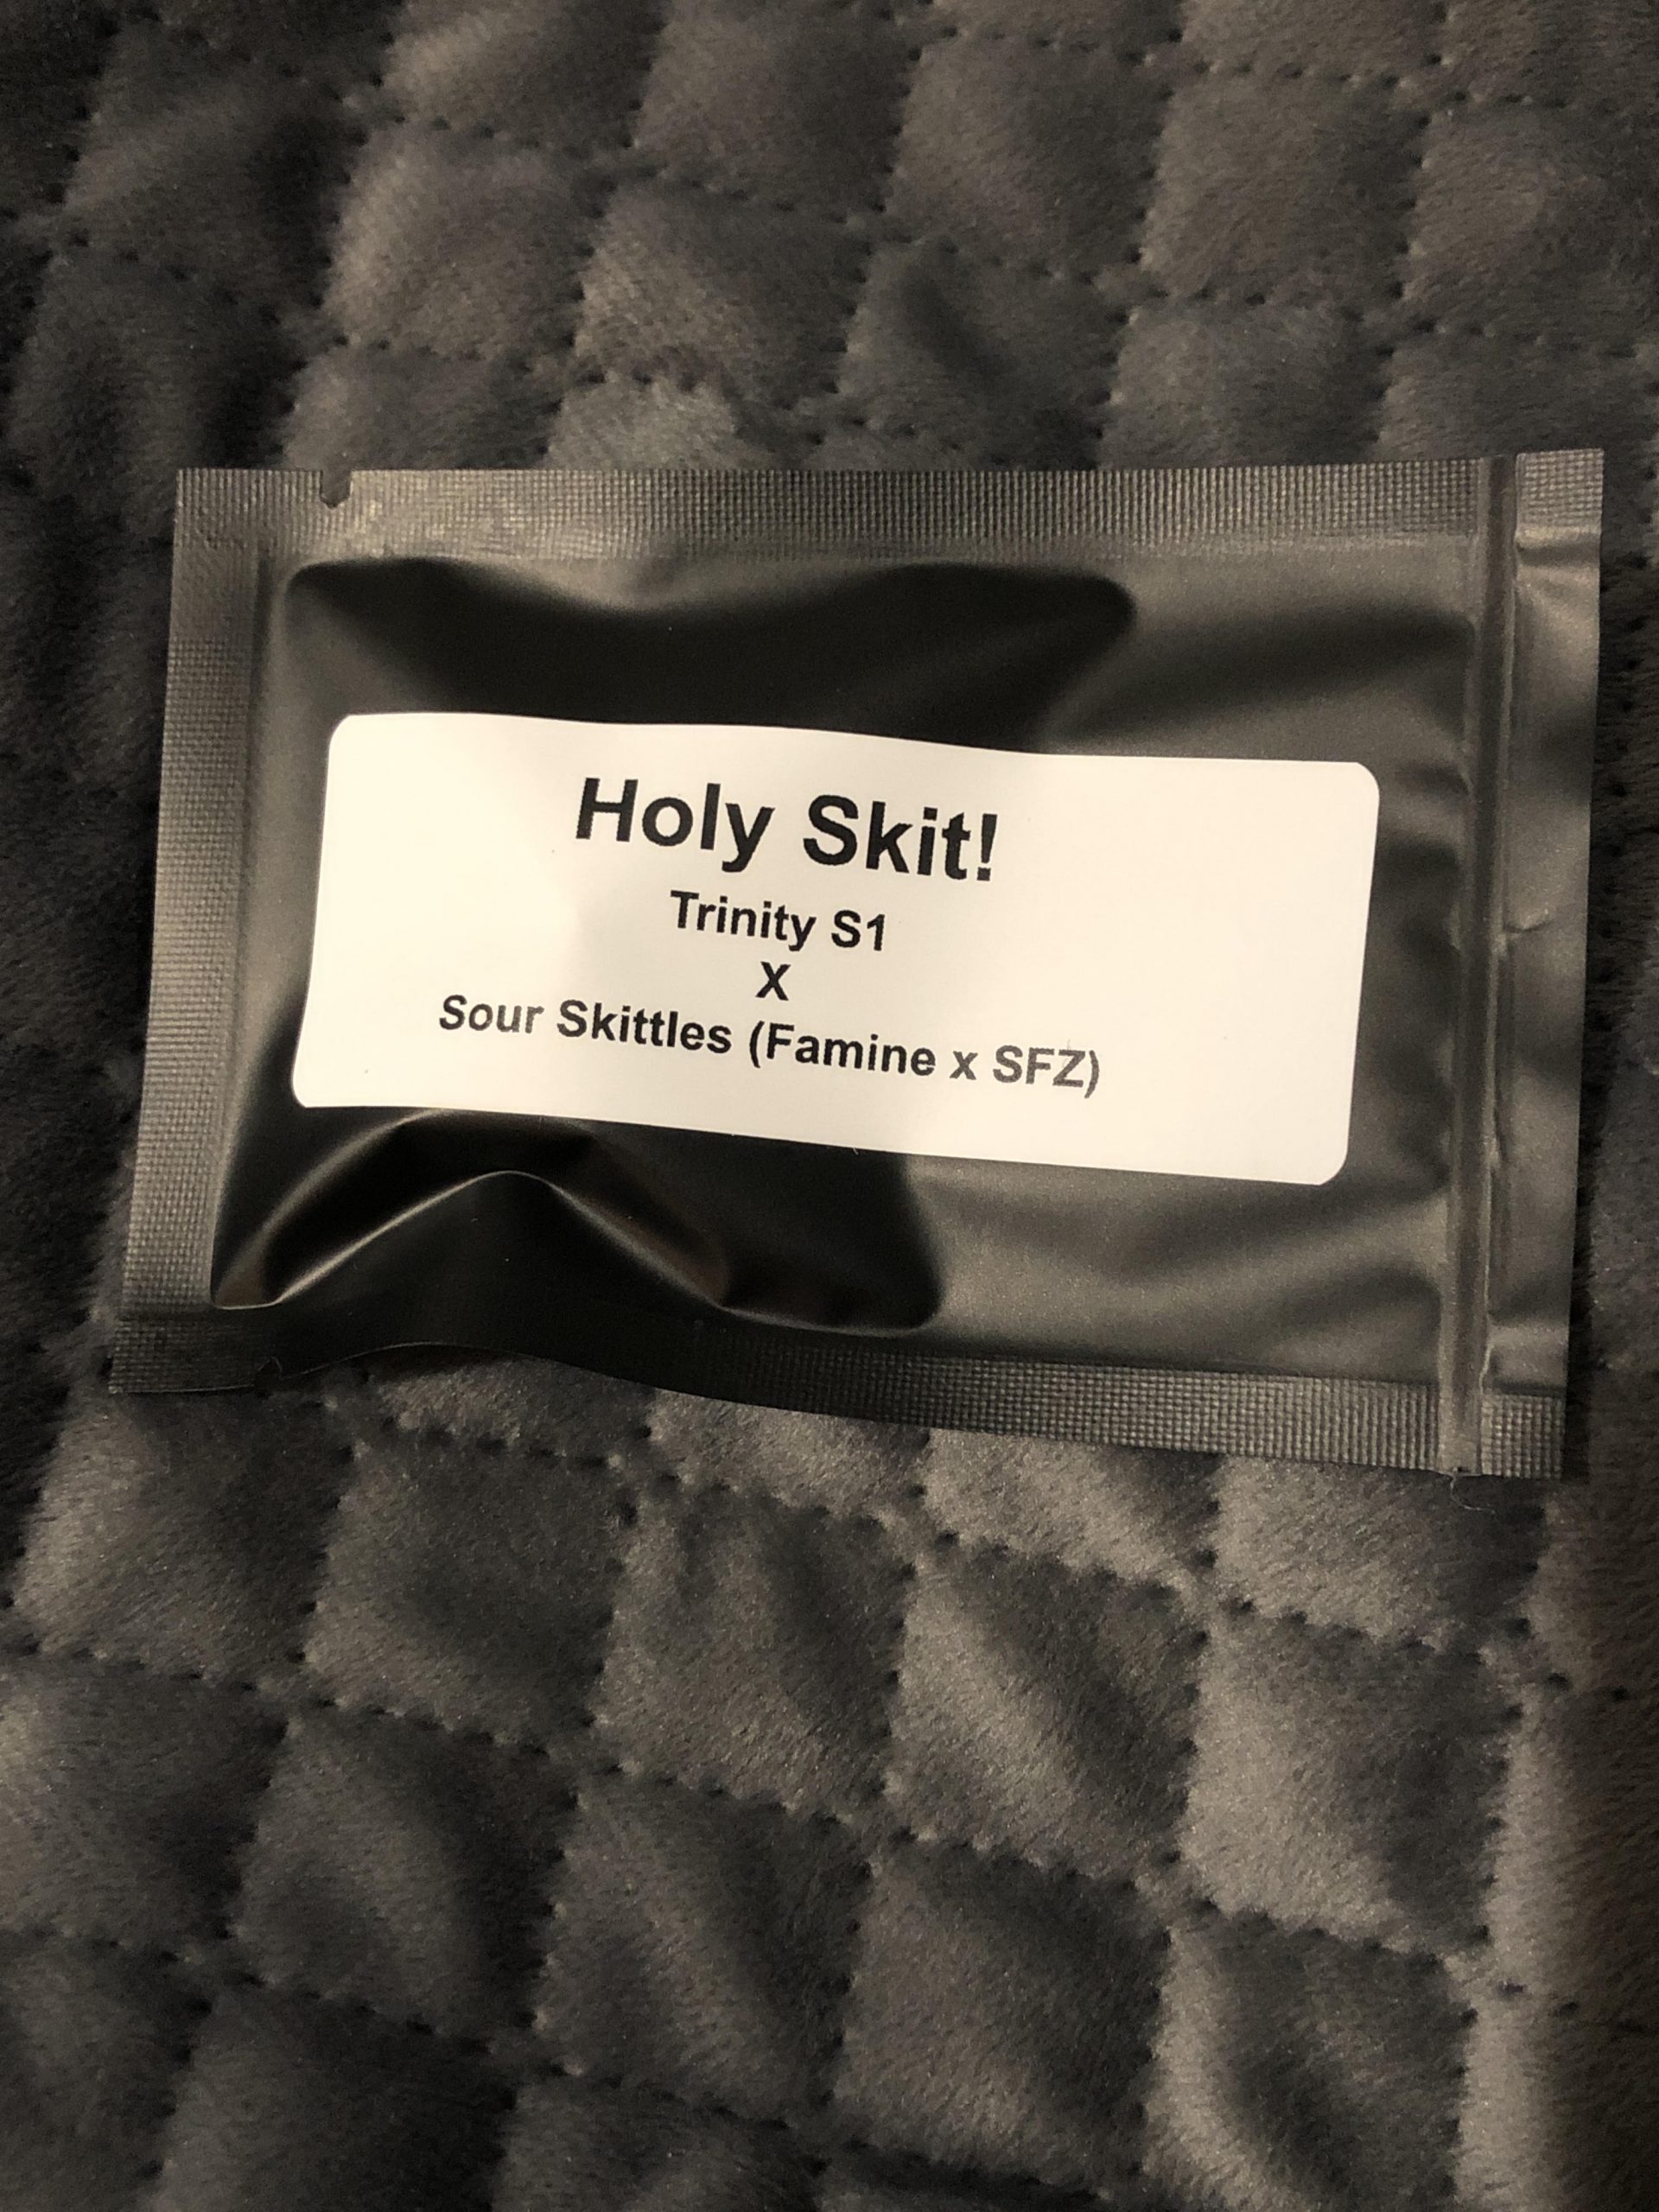 Holy Skit!
Trinity S1
X
Sour Skittles (Famine x SFZ)